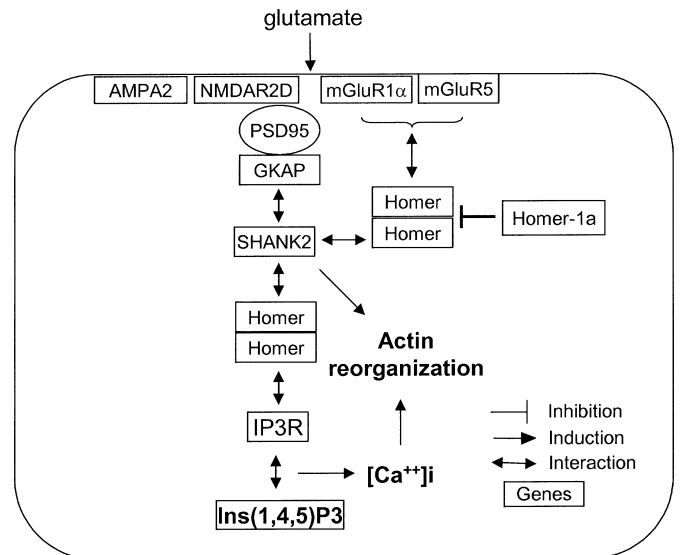 glutamate
AMPA2
NMDAR2D
mGluR1α
mGluR5
PSD95
GKAP
Homer
Homer
Homer-1a
SHANK2
Homer
Homer
Actin
reorganization
IP3R
[Ca⁺⁺]i
Ins(1,4,5)P3
Inhibition
Induction
Interaction
Genes